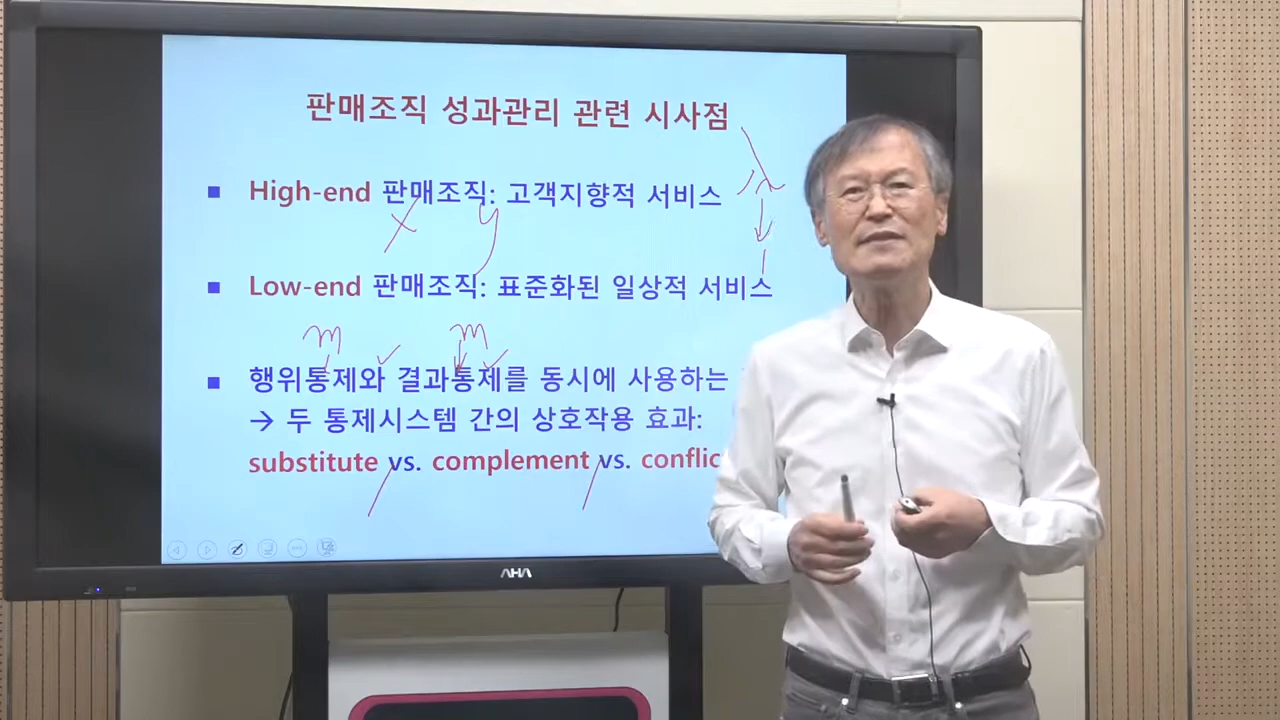 판매조직 성과관리 관련 시사점
■ High-end 판매조직: 고객지향적 서비스
■ Low-end 판매조직: 표준화된 일상적 서비스
m m
■ 행위통제와 결과통제를 동시에 사용하는
→ 두 통제시스템 간의 상호작용 효과:
substitute vs. complement vs. conflic
AHA